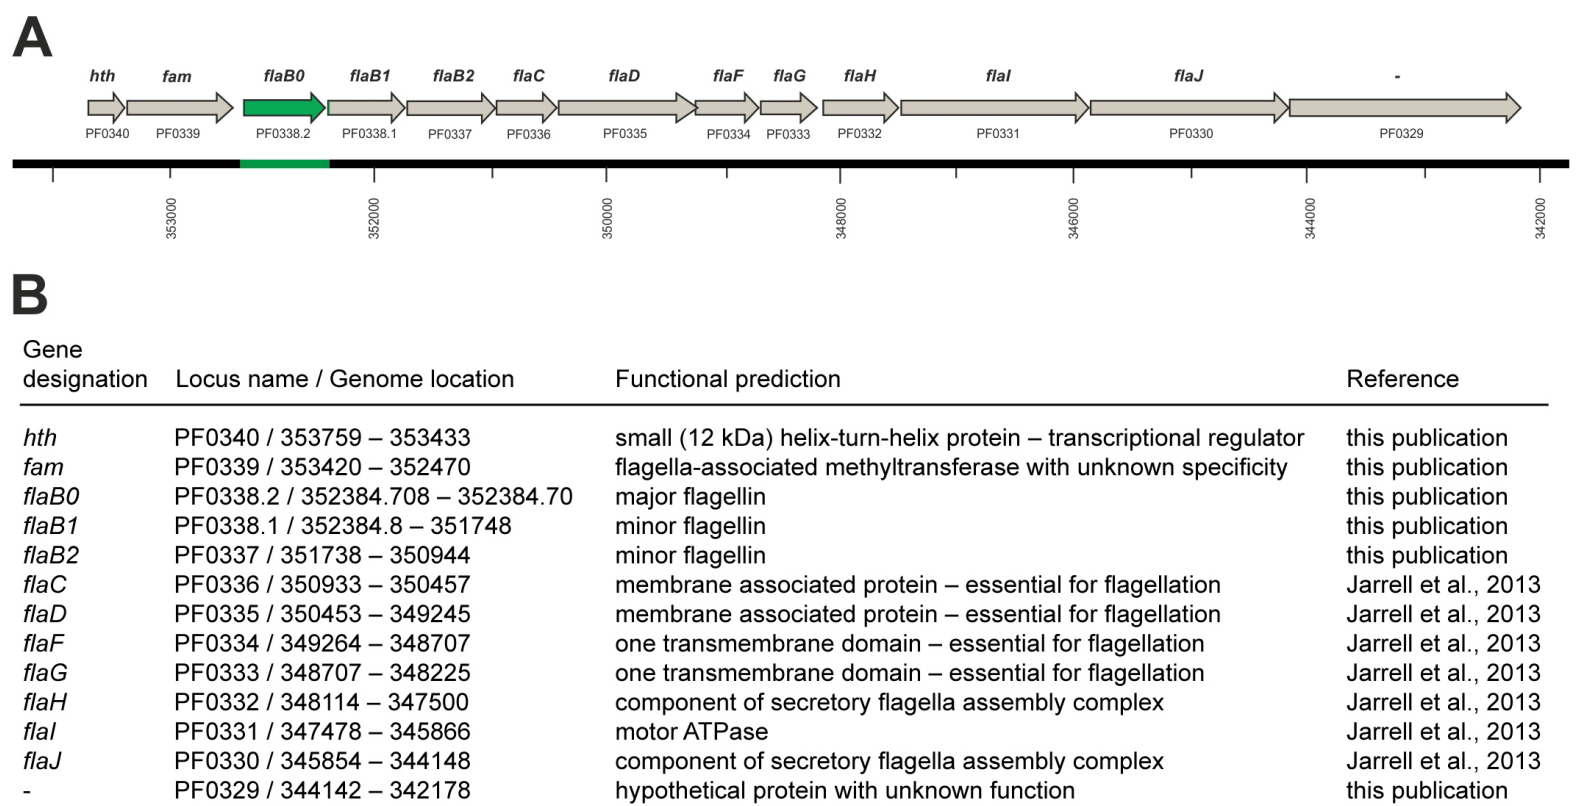 A
hth fam flaB0 flaB1 flaB2 flaC flaD flaF flaG flaH flaI flaJ -
PF0340 PF0339 PF0338.2 PF0338.1 PF0337 PF0336 PF0335 PF0334 PF0333 PF0332 PF0331 PF0330 PF0329
353000 352000 350000 348000 346000 344000 342000
B
Gene
designation Locus name / Genome location Functional prediction Reference
hth PF0340 / 353759 – 353433 small (12 kDa) helix-turn-helix protein – transcriptional regulator this publication
fam PF0339 / 353420 – 352470 flagella-associated methyltransferase with unknown specificity this publication
flaB0 PF0338.2 / 352384.708 – 352384.70 major flagellin this publication
flaB1 PF0338.1 / 352384.8 – 351748 minor flagellin this publication
flaB2 PF0337 / 351738 – 350944 minor flagellin this publication
flaC PF0336 / 350933 – 350457 membrane associated protein – essential for flagellation Jarrell et al., 2013
flaD PF0335 / 350453 – 349245 membrane associated protein – essential for flagellation Jarrell et al., 2013
flaF PF0334 / 349264 – 348707 one transmembrane domain – essential for flagellation Jarrell et al., 2013
flaG PF0333 / 348707 – 348225 one transmembrane domain – essential for flagellation Jarrell et al., 2013
flaH PF0332 / 348114 – 347500 component of secretory flagella assembly complex Jarrell et al., 2013
flaI PF0331 / 347478 – 345866 motor ATPase Jarrell et al., 2013
flaJ PF0330 / 345854 – 344148 component of secretory flagella assembly complex Jarrell et al., 2013
- PF0329 / 344142 – 342178 hypothetical protein with unknown function this publication